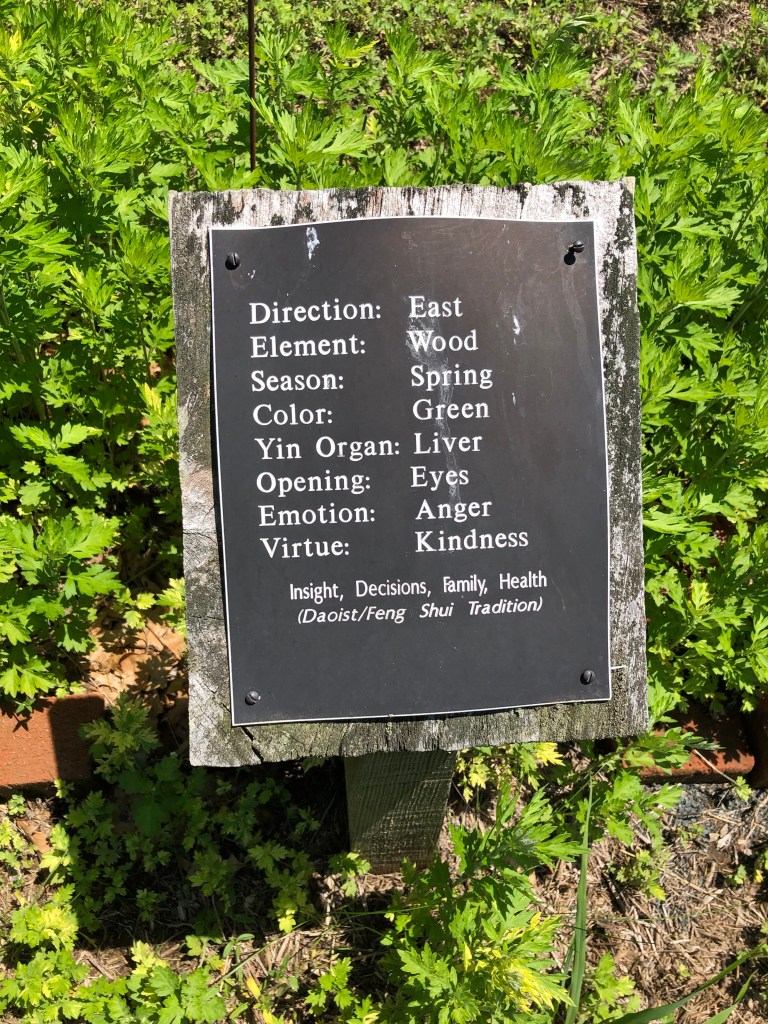 Direction: East
Element: Wood
Season: Spring
Color: Green
Yin Organ: Liver
Opening: Eyes
Emotion: Anger
Virtue: Kindness
Insight, Decisions, Family, Health
(Daoist/Feng Shui Tradition)